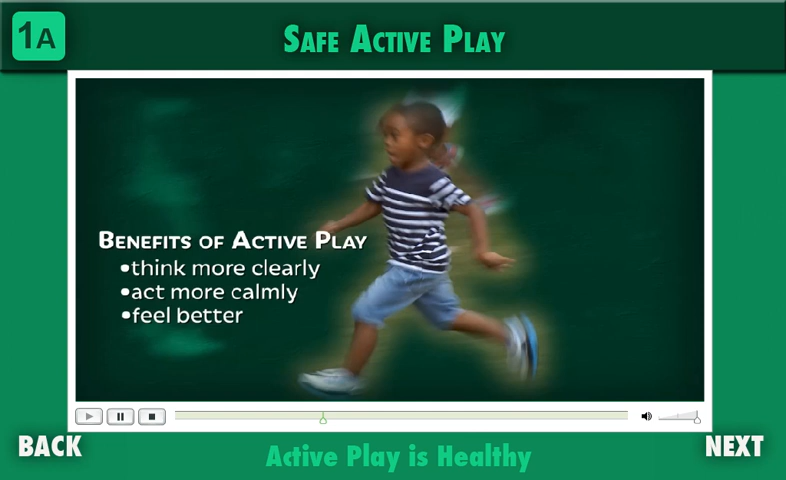 1A
Safe Active Play
Benefits of Active Play
•think more clearly
•act more calmly
•feel better
BACK
Active Play is Healthy
NEXT